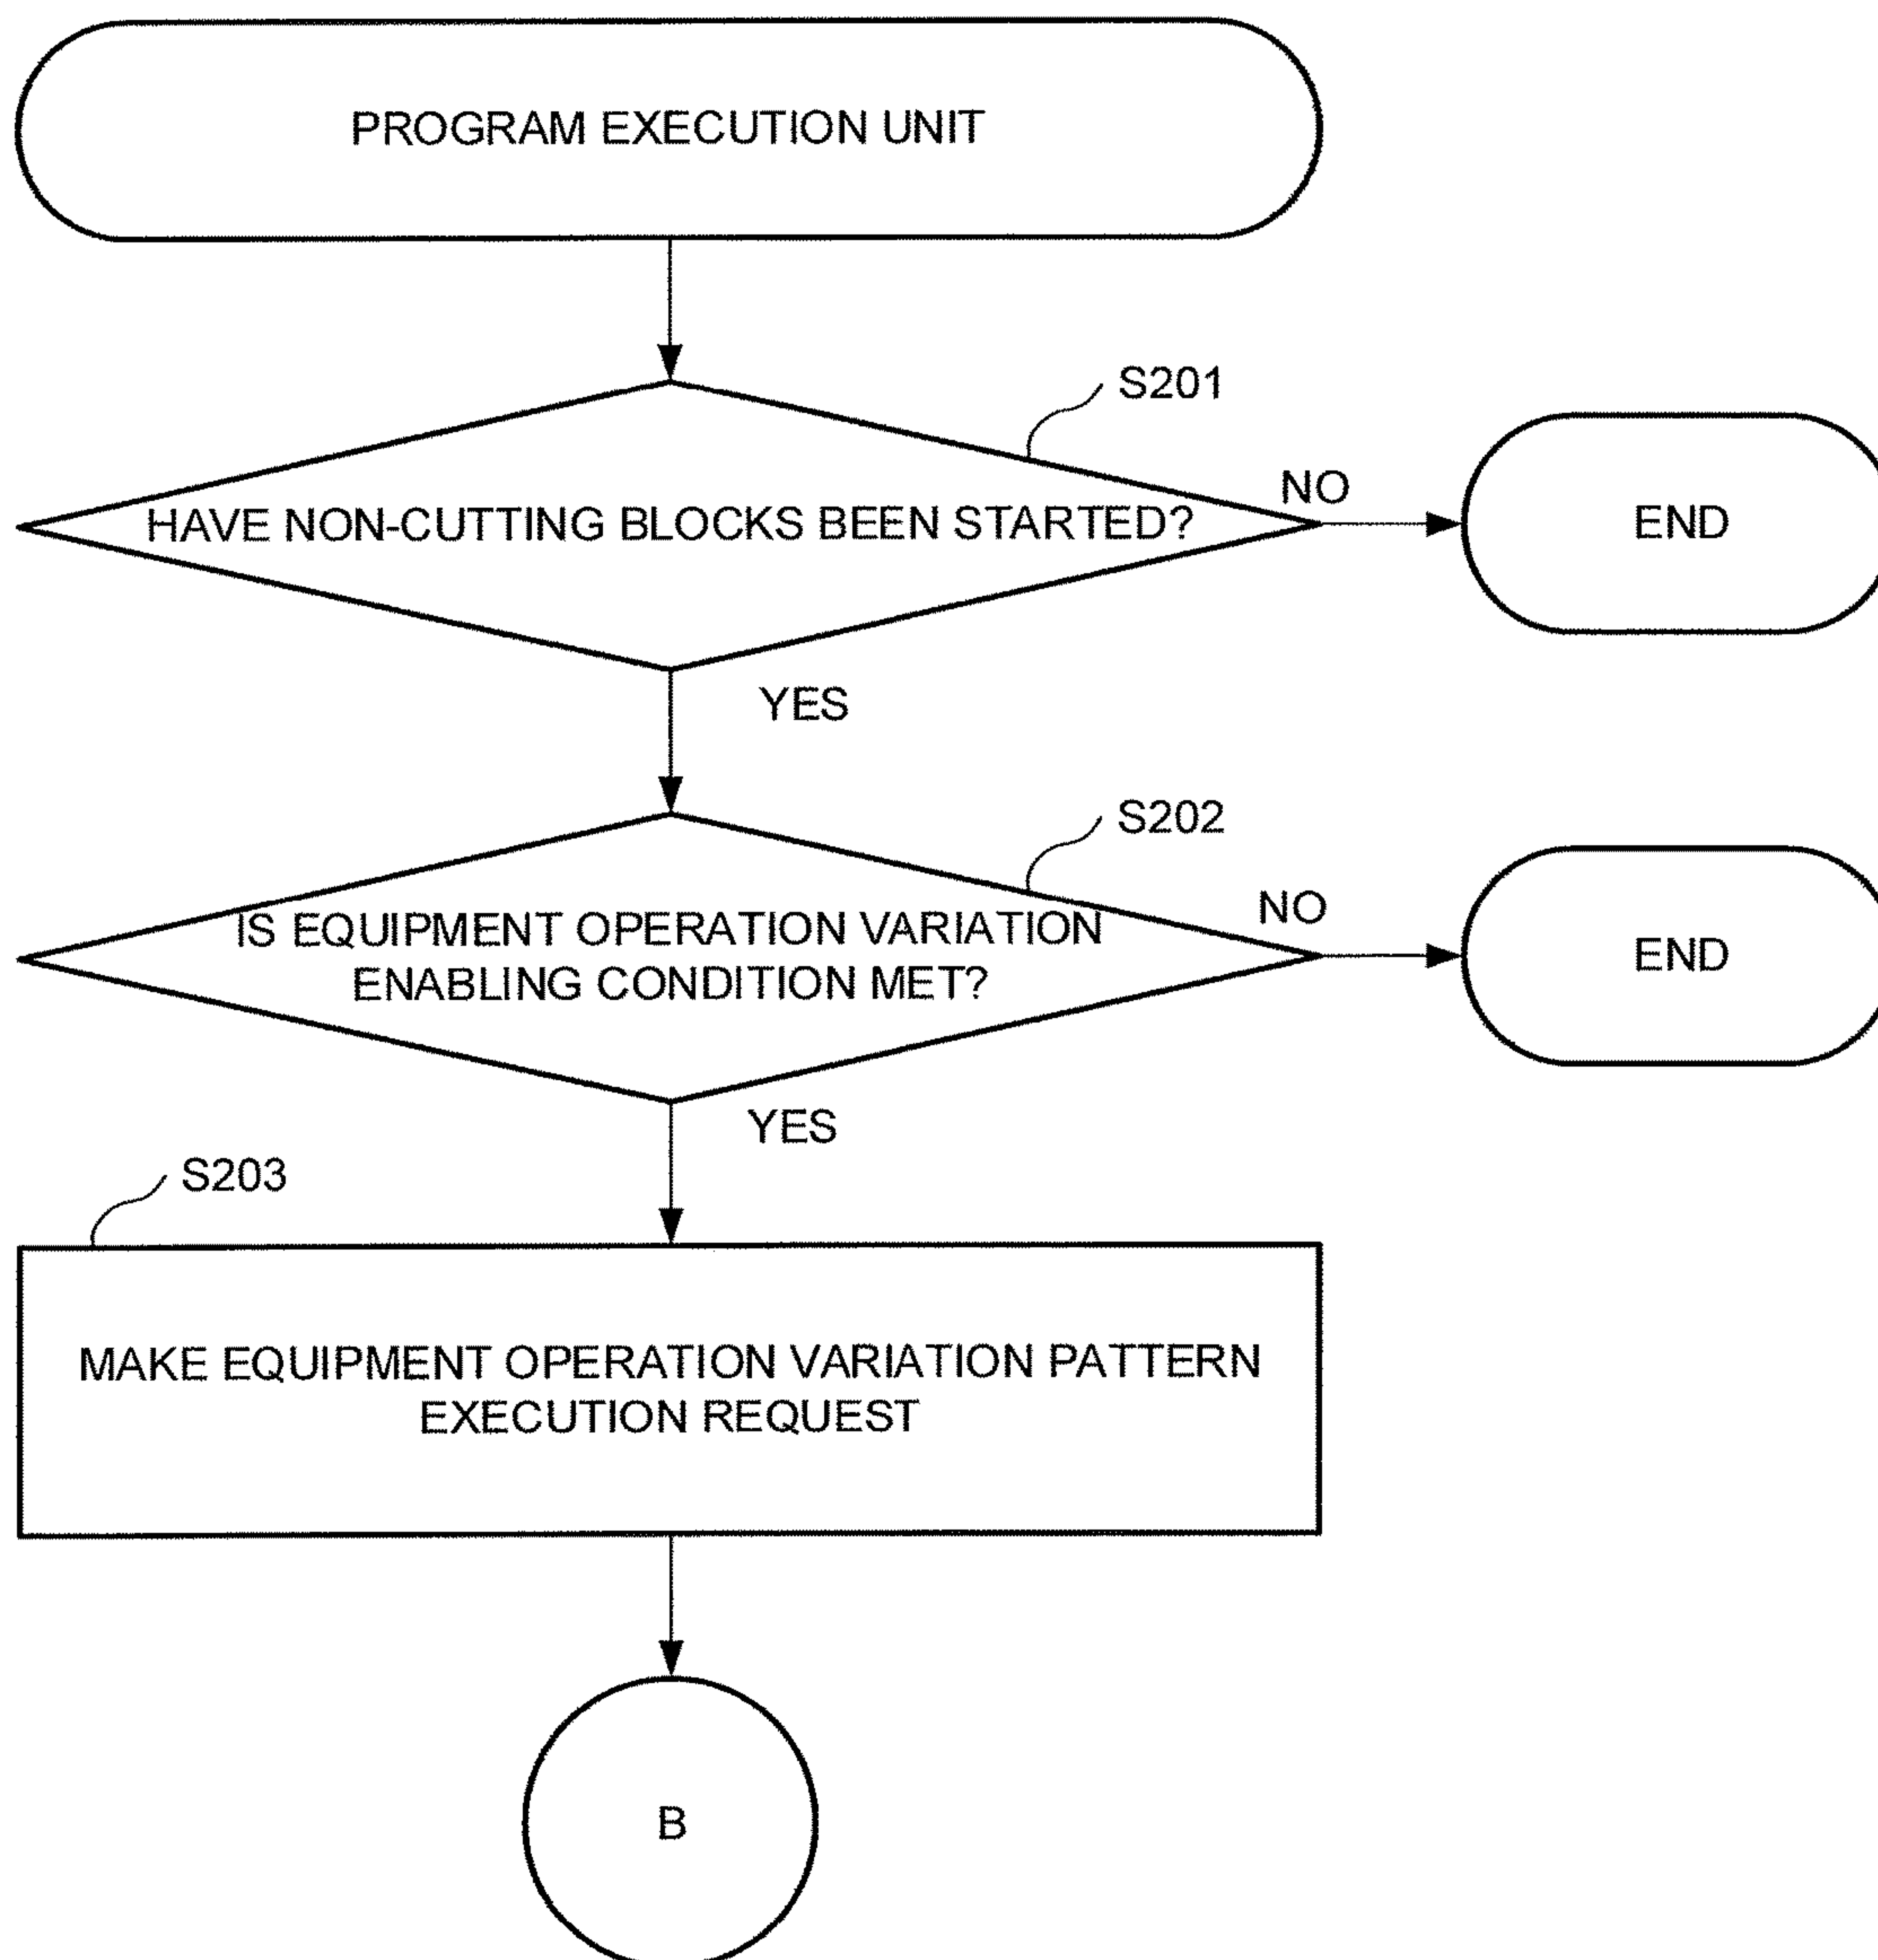 PROGRAM EXECUTION UNIT
S201
HAVE NON-CUTTING BLOCKS BEEN STARTED?
NO
END
YES
S202
IS EQUIPMENT OPERATION VARIATION
ENABLING CONDITION MET?
NO
END
YES
S203
MAKE EQUIPMENT OPERATION VARIATION PATTERN
EXECUTION REQUEST
B